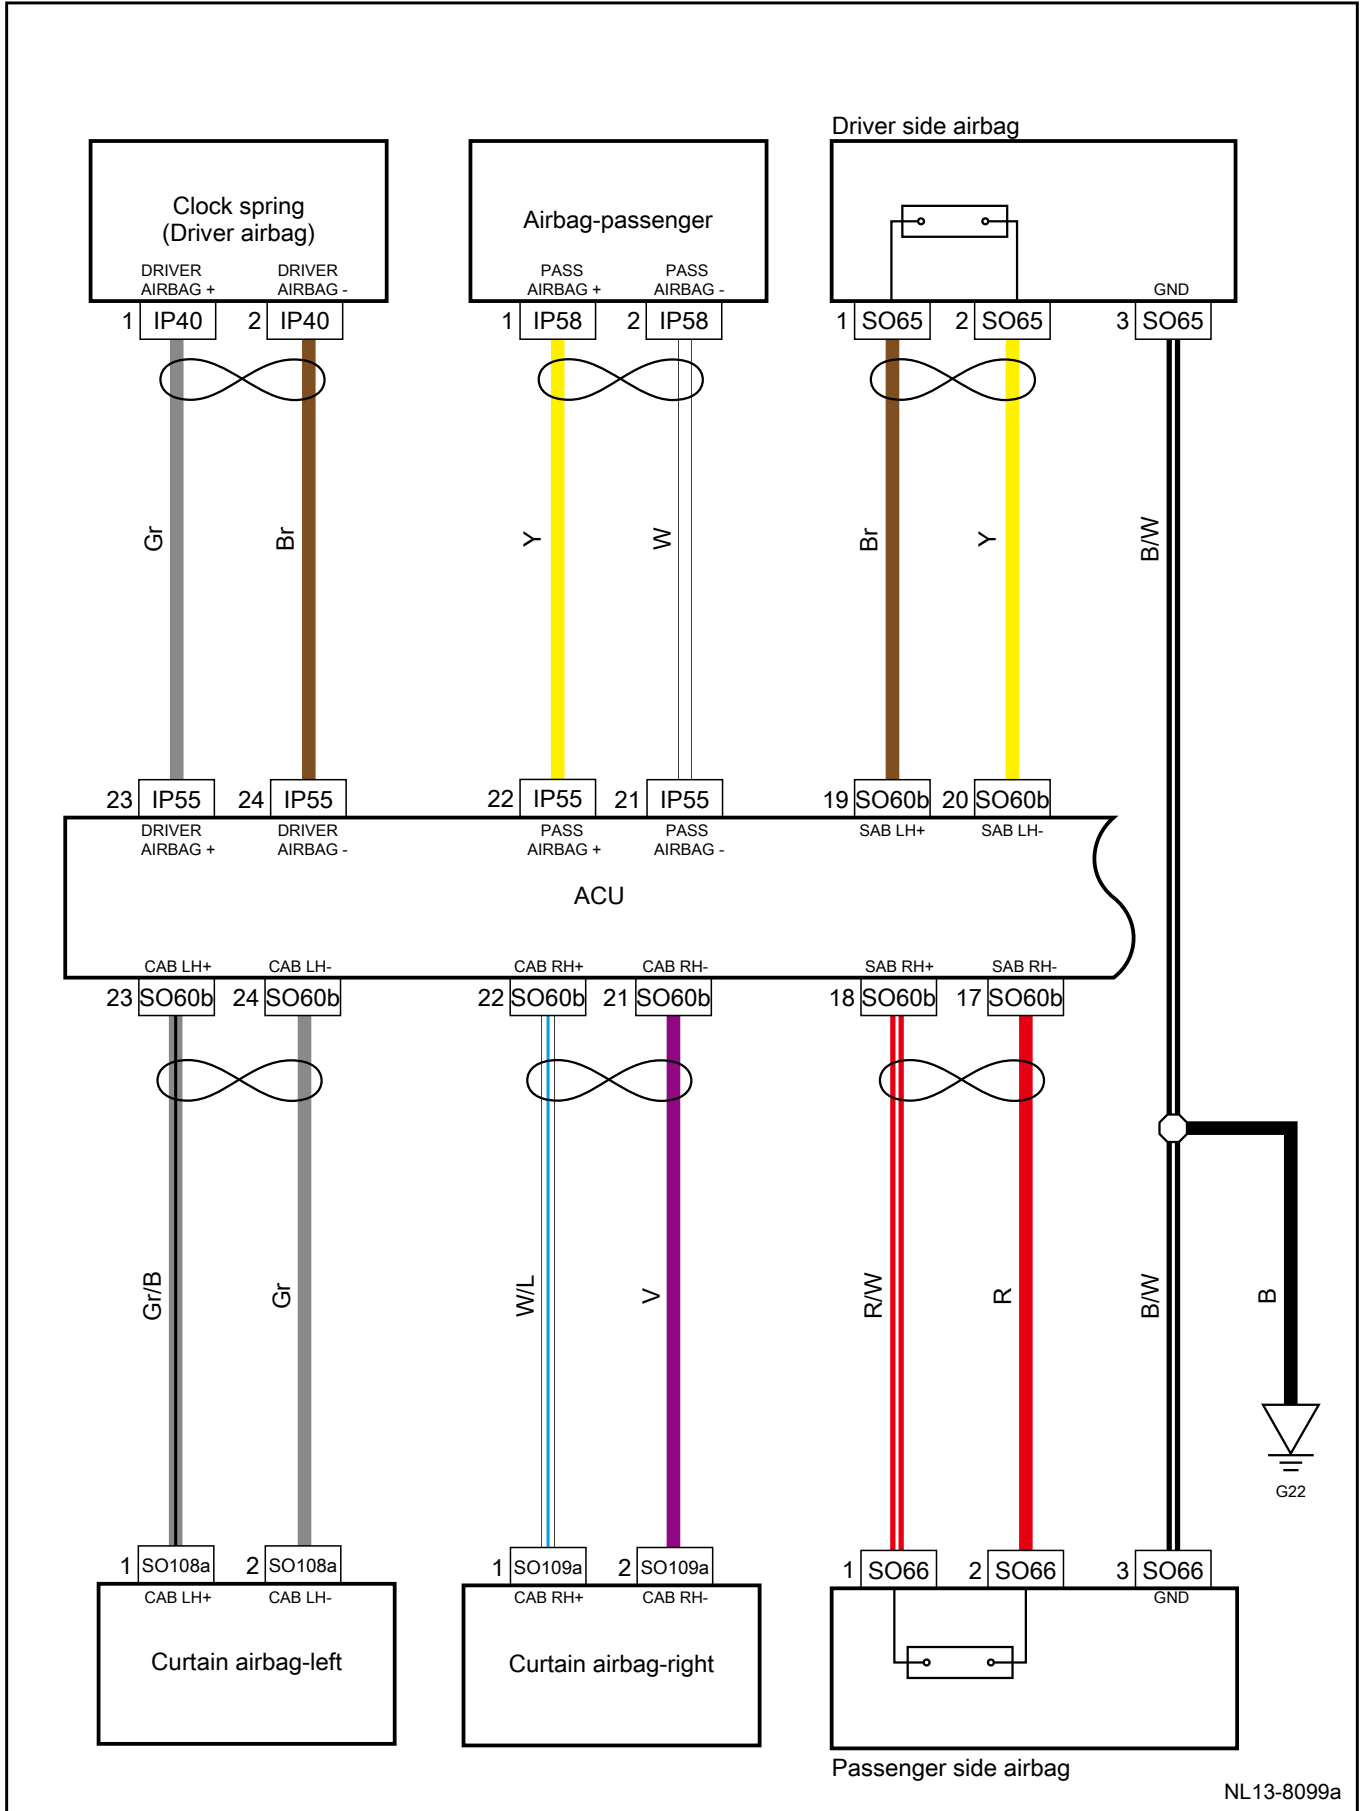 Driver side airbag
Clock spring
(Driver airbag)
Airbag-passenger
DRIVER
AIRBAG +
DRIVER
AIRBAG -
PASS
AIRBAG +
PASS
AIRBAG -
GND
1 IP40 2 IP40 1 IP58 2 IP58 1 SO65 2 SO65 3 SO65
Gr Br Y W Br Y B/W
23 IP55 24 IP55 22 IP55 21 IP55 19 SO60b 20 SO60b
DRIVER
AIRBAG +
DRIVER
AIRBAG -
PASS
AIRBAG +
PASS
AIRBAG -
SAB LH+ SAB LH-
ACU
CAB LH+ CAB LH- CAB RH+ CAB RH- SAB RH+ SAB RH-
23 SO60b 24 SO60b 22 SO60b 21 SO60b 18 SO60b 17 SO60b
Gr/B Gr W/L V R/W R B/W B
G22
1 SO108a 2 SO108a 1 SO109a 2 SO109a 1 SO66 2 SO66 3 SO66
CAB LH+ CAB LH- CAB RH+ CAB RH- GND
Curtain airbag-left
Curtain airbag-right
Passenger side airbag
NL13-8099a